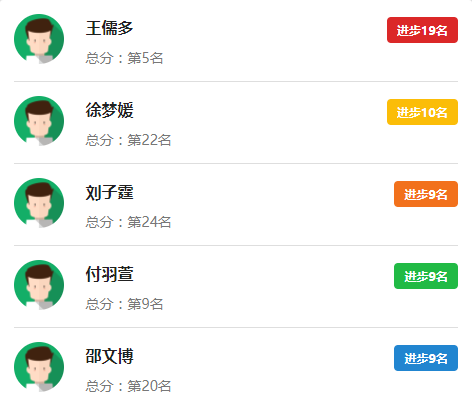 王儒多
进步19名
总分：第5名
徐梦媛
进步10名
总分：第22名
刘子霆
进步9名
总分：第24名
付羽萱
进步9名
总分：第9名
邵文博
进步9名
总分：第20名